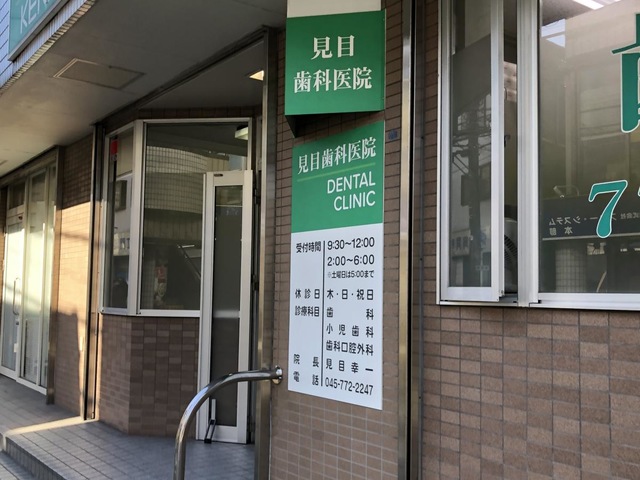 KEN
見目
歯科医院
見目歯科医院
DENTAL
CLINIC
受付時間 9:30～12:00
2:00～6:00
※土曜日は5:00まで
休診日 木・日・祝日
診療科目 歯科
小児歯科
歯科口腔外科
院長 見目幸一
電話 045-772-2247
7